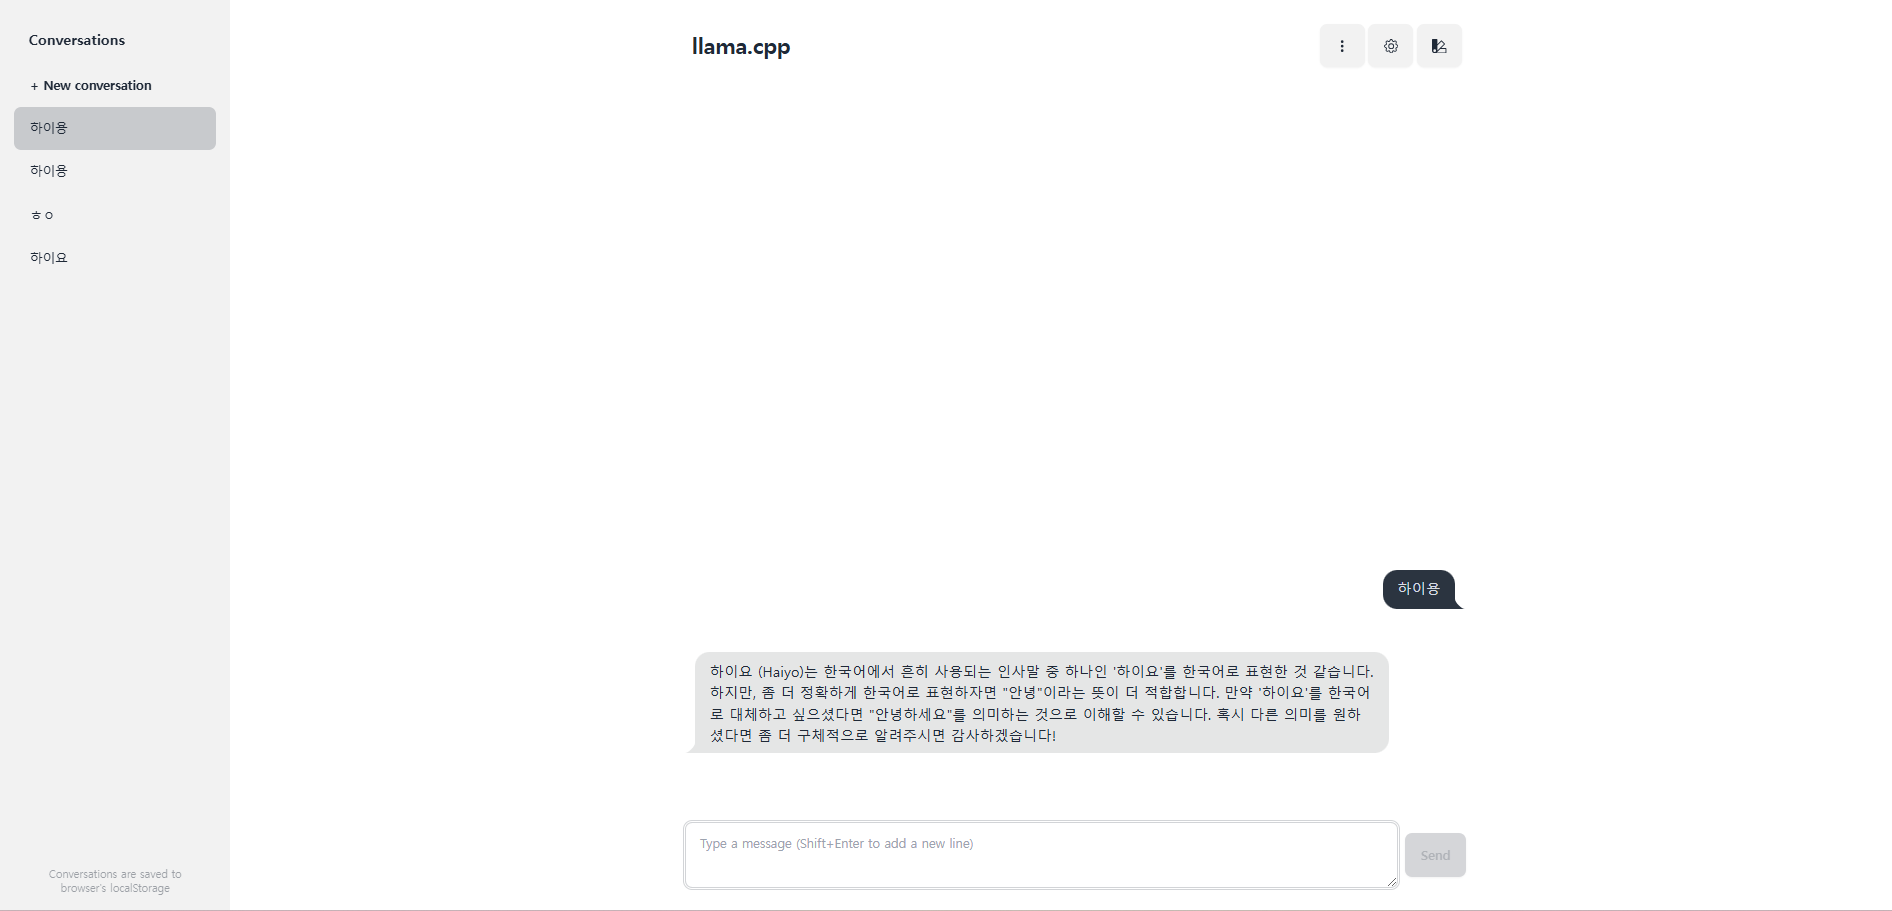 Conversations
+ New conversation
하이용
하이용
ㅎㅇ
하이요
Conversations are saved to
browser's localStorage
llama.cpp
하이용
하이요 (Haiyo)는 한국어에서 흔히 사용되는 인사말 중 하나인 '하이요'를 한국어로 표현한 것 같습니다.
하지만, 좀 더 정확하게 한국어로 표현하자면 "안녕"이라는 뜻이 더 적합합니다. 만약 '하이요'를 한국어
로 대체하고 싶으셨다면 "안녕하세요"를 의미하는 것으로 이해할 수 있습니다. 혹시 다른 의미를 원하
셨다면 좀 더 구체적으로 알려주시면 감사하겠습니다!
Type a message (Shift+Enter to add a new line)
Send